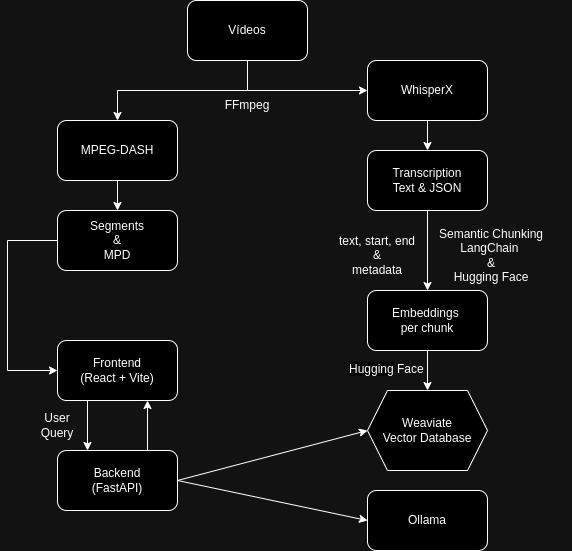 Vídeos
FFmpeg
WhisperX
MPEG-DASH
Transcription
Text & JSON
Segments
&
MPD
text, start, end
&
metadata
Semantic Chunking
LangChain
&
Hugging Face
Embeddings
per chunk
Hugging Face
Frontend
(React + Vite)
User
Query
Weaviate
Vector Database
Backend
(FastAPI)
Ollama